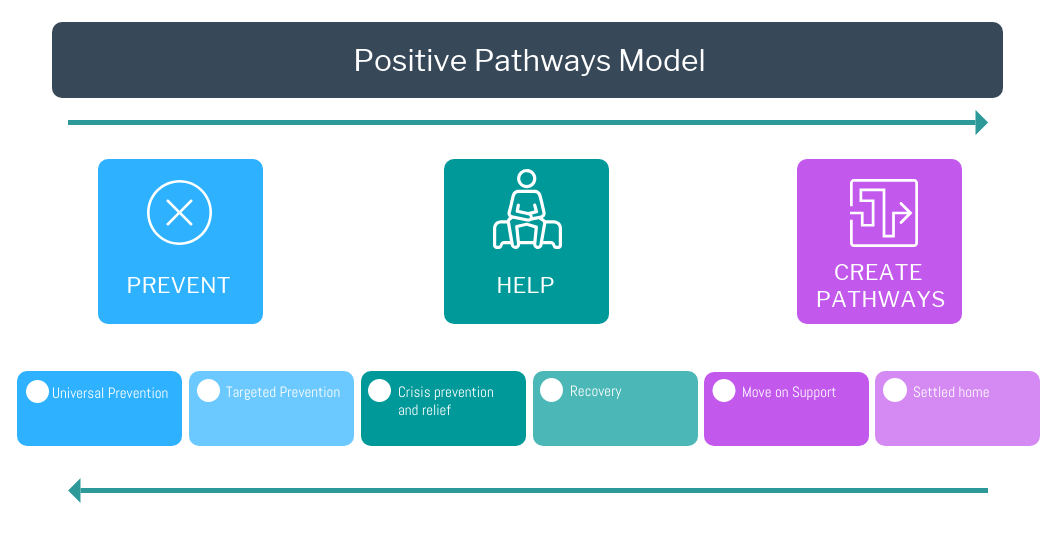 Positive Pathways Model
PREVENT
HELP
CREATE
PATHWAYS
Universal Prevention
Targeted Prevention
Crisis prevention
and relief
Recovery
Move on Support
Settled home